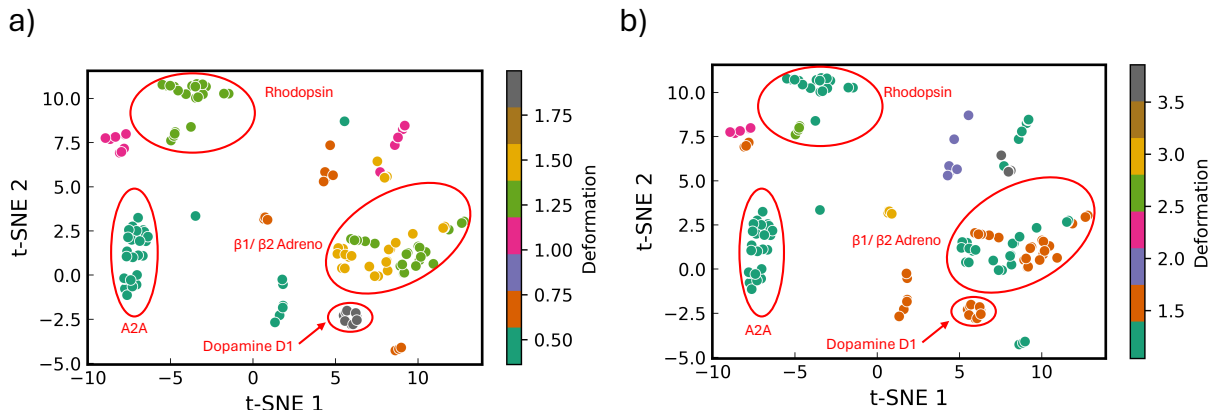 a)
t-SNE 2
10.0
7.5
5.0
2.5
0.0
−2.5
−5.0
−10
−5
0
5
10
t-SNE 1
Rhodopsin
β1/ β2 Adreno
A2A
Dopamine D1
1.75
1.50
1.25
1.00
0.75
0.50
Deformation
b)
t-SNE 2
10.0
7.5
5.0
2.5
0.0
−2.5
−5.0
−10
−5
0
5
10
t-SNE 1
Rhodopsin
β1/ β2 Adreno
A2A
Dopamine D1
3.5
3.0
2.5
2.0
1.5
Deformation